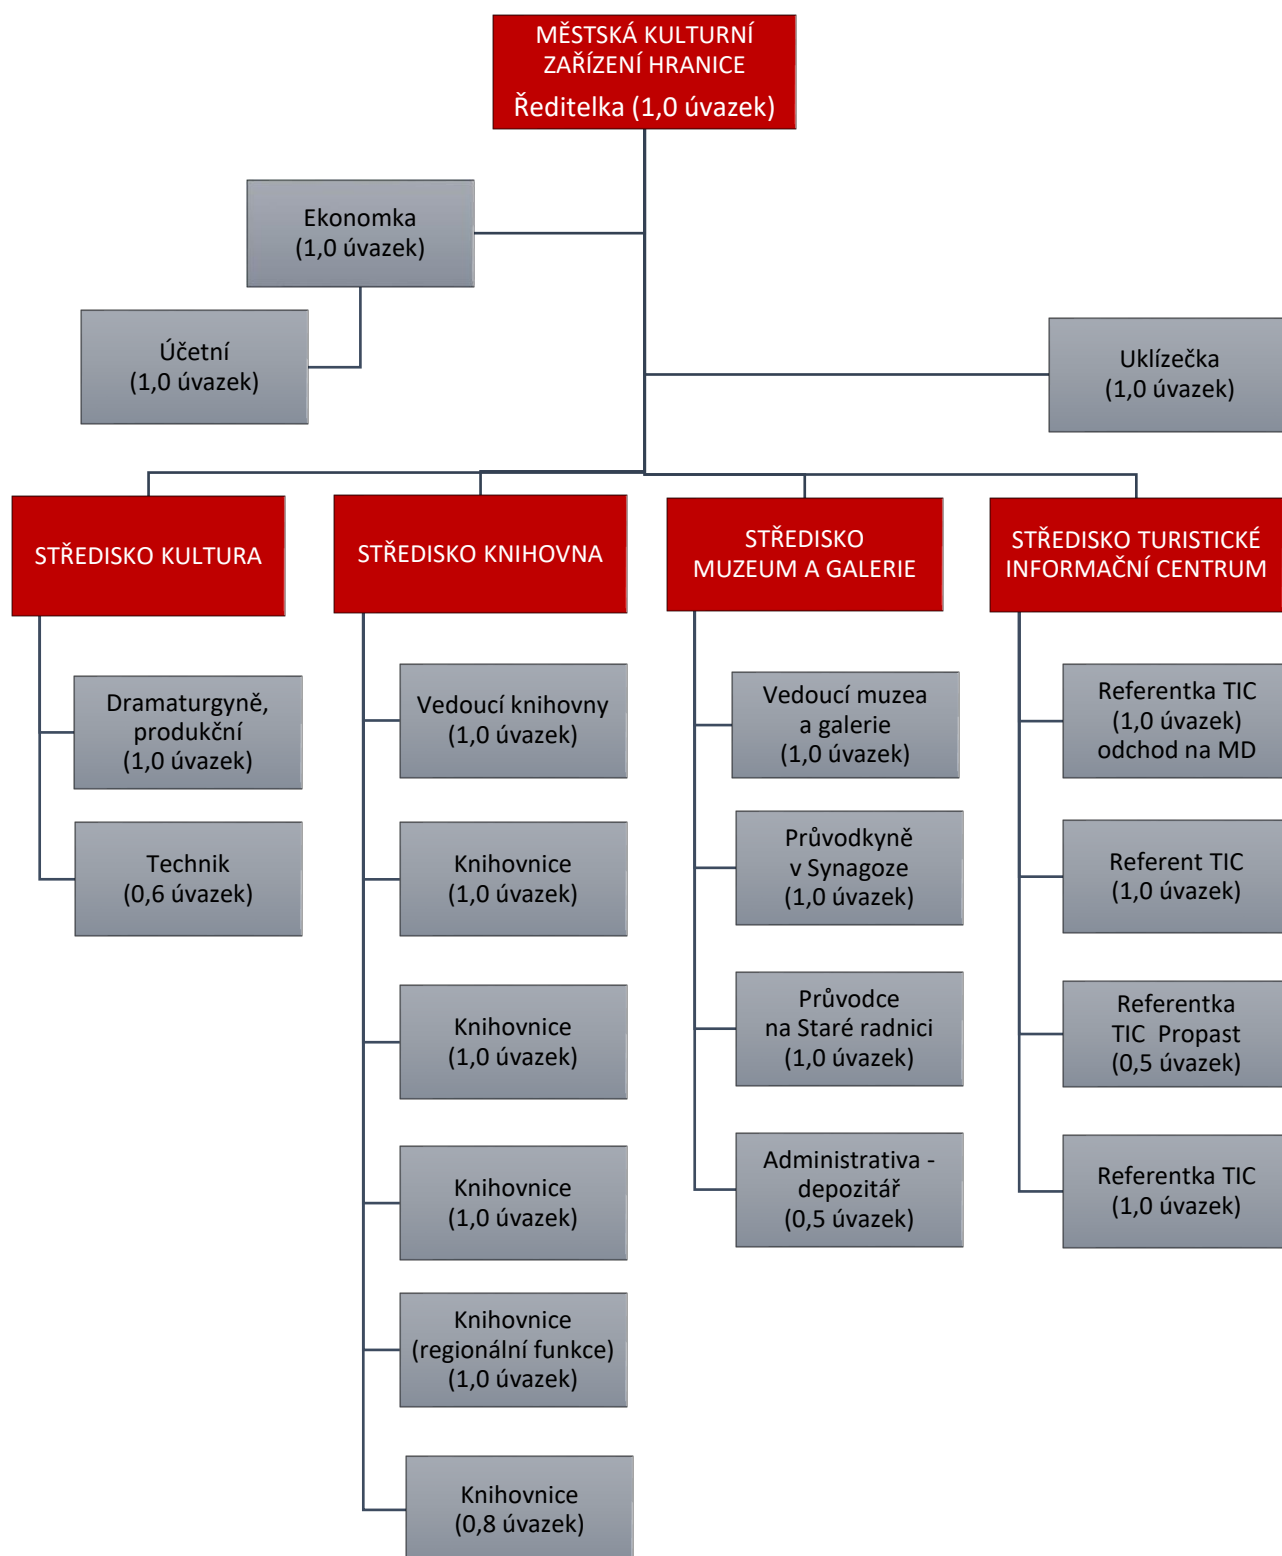 MĚSTSKÁ KULTURNÍ
ZAŘÍZENÍ HRANICE
Ředitelka (1,0 úvazek)
Ekonomka
(1,0 úvazek)
Účetní
(1,0 úvazek)
Uklízečka
(1,0 úvazek)
STŘEDISKO KULTURA
Dramaturgyně,
produkční
(1,0 úvazek)
Technik
(0,6 úvazek)
STŘEDISKO KNIHOVNA
Vedoucí knihovny
(1,0 úvazek)
Knihovnice
(1,0 úvazek)
Knihovnice
(1,0 úvazek)
Knihovnice
(1,0 úvazek)
Knihovnice
(regionální funkce)
(1,0 úvazek)
Knihovnice
(0,8 úvazek)
STŘEDISKO
MUZEUM A GALERIE
Vedoucí muzea
a galerie
(1,0 úvazek)
Průvodkyně
v Synagoze
(1,0 úvazek)
Průvodce
na Staré radnici
(1,0 úvazek)
Administrativa -
depozitář
(0,5 úvazek)
STŘEDISKO TURISTICKÉ
INFORMAČNÍ CENTRUM
Referentka TIC
(1,0 úvazek)
odchod na MD
Referent TIC
(1,0 úvazek)
Referentka
TIC  Propast
(0,5 úvazek)
Referentka TIC
(1,0 úvazek)